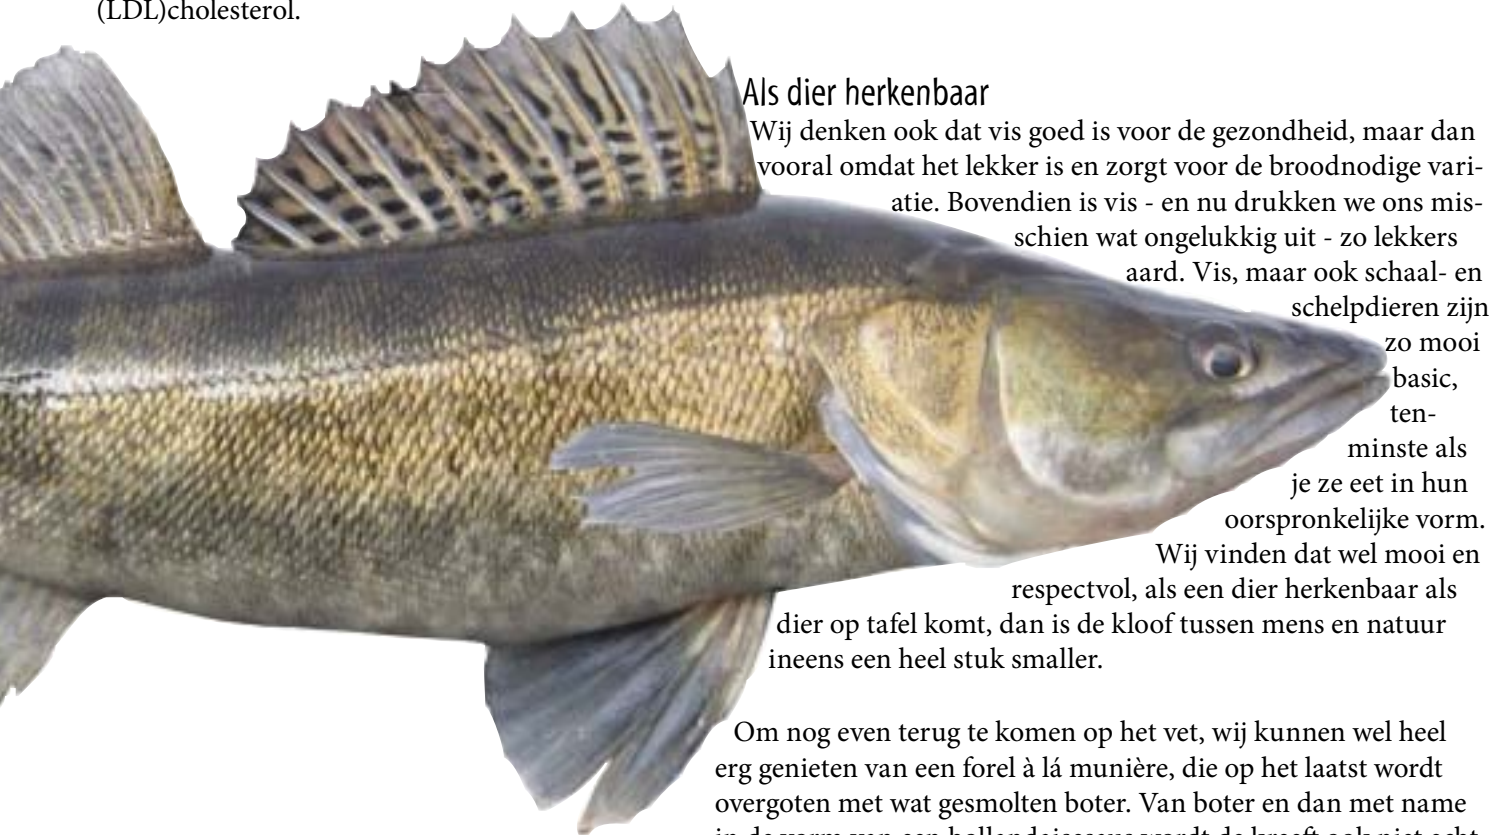 (LDL)cholesterol.
Als dier herkenbaar
Wij denken ook dat vis goed is voor de gezondheid, maar dan
vooral omdat het lekker is en zorgt voor de broodnodige vari-
atie. Bovendien is vis - en nu drukken we ons mis-
schien wat ongelukkig uit - zo lekkers
aard. Vis, maar ook schaal- en
schelpdieren zijn
zo mooi
basic,
ten-
minste als
je ze eet in hun
oorspronkelijke vorm.
Wij vinden dat wel mooi en
respectvol, als een dier herkenbaar als
dier op tafel komt, dan is de kloof tussen mens en natuur
ineens een heel stuk smaller.
Om nog even terug te komen op het vet, wij kunnen wel heel
erg genieten van een forel à lá munière, die op het laatst wordt
overgoten met wat gesmolten boter. Van boter en dan met name